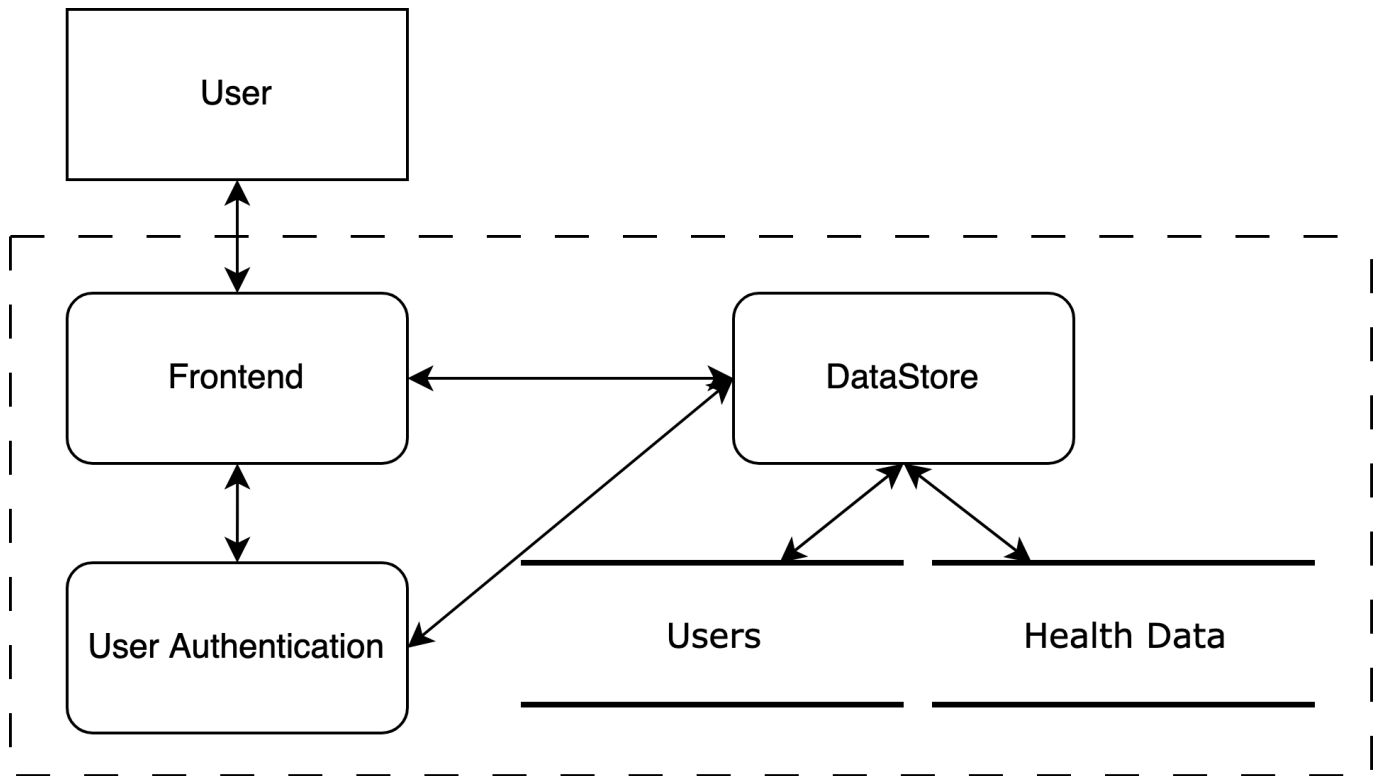 User
Frontend
DataStore
User Authentication
Users
Health Data